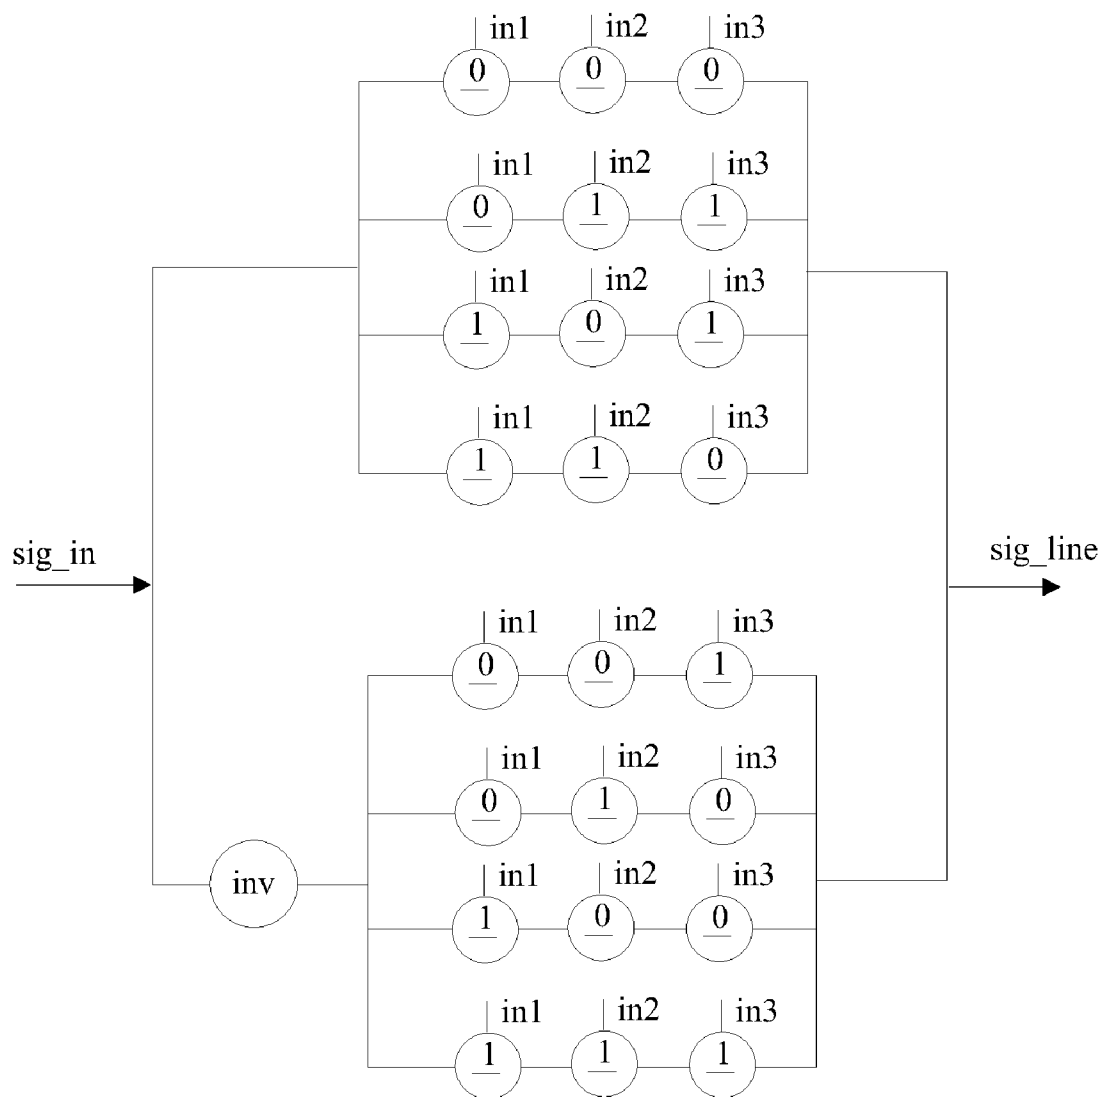 in1 in2 in3
0 0 0
in1 in2 in3
0 1 1
in1 in2 in3
1 0 1
in1 in2 in3
1 1 0
sig_in sig_line
in1 in2 in3
0 0 1
in1 in2 in3
0 1 0
in1 in2 in3
inv 1 0 0
in1 in2 in3
1 1 1